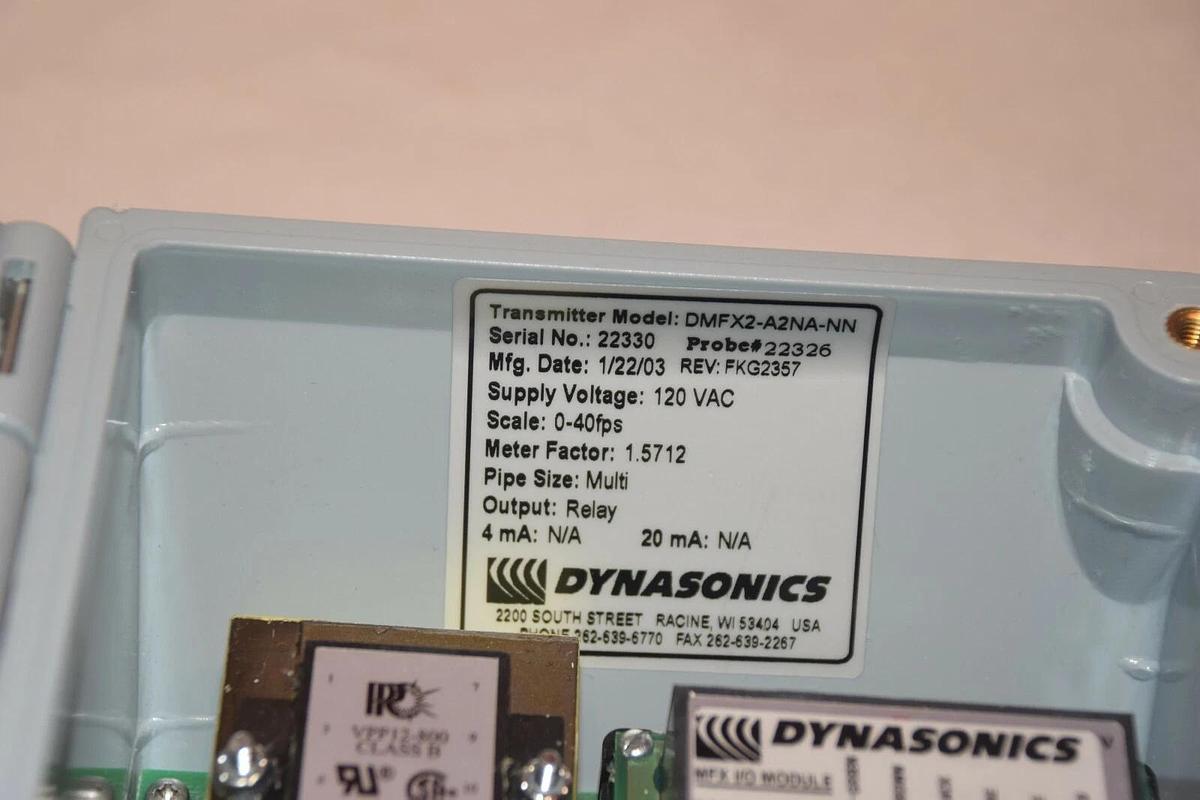 Transmitter Model: DMFX2-A2NA-NN
Serial No.: 22330 Probe# 22326
Mfg. Date: 1/22/03 REV: FKG2357
Supply Voltage: 120 VAC
Scale: 0-40fps
Meter Factor: 1.5712
Pipe Size: Multi
Output: Relay
4 mA: N/A 20 mA: N/A
DYNASONICS
2200 SOUTH STREET RACINE, WI 53404 USA
PHONE 262-639-6770 FAX 262-639-2267
1 7
VPP12-800
CLASS B
DYNASONICS
MFX I/O MODULE